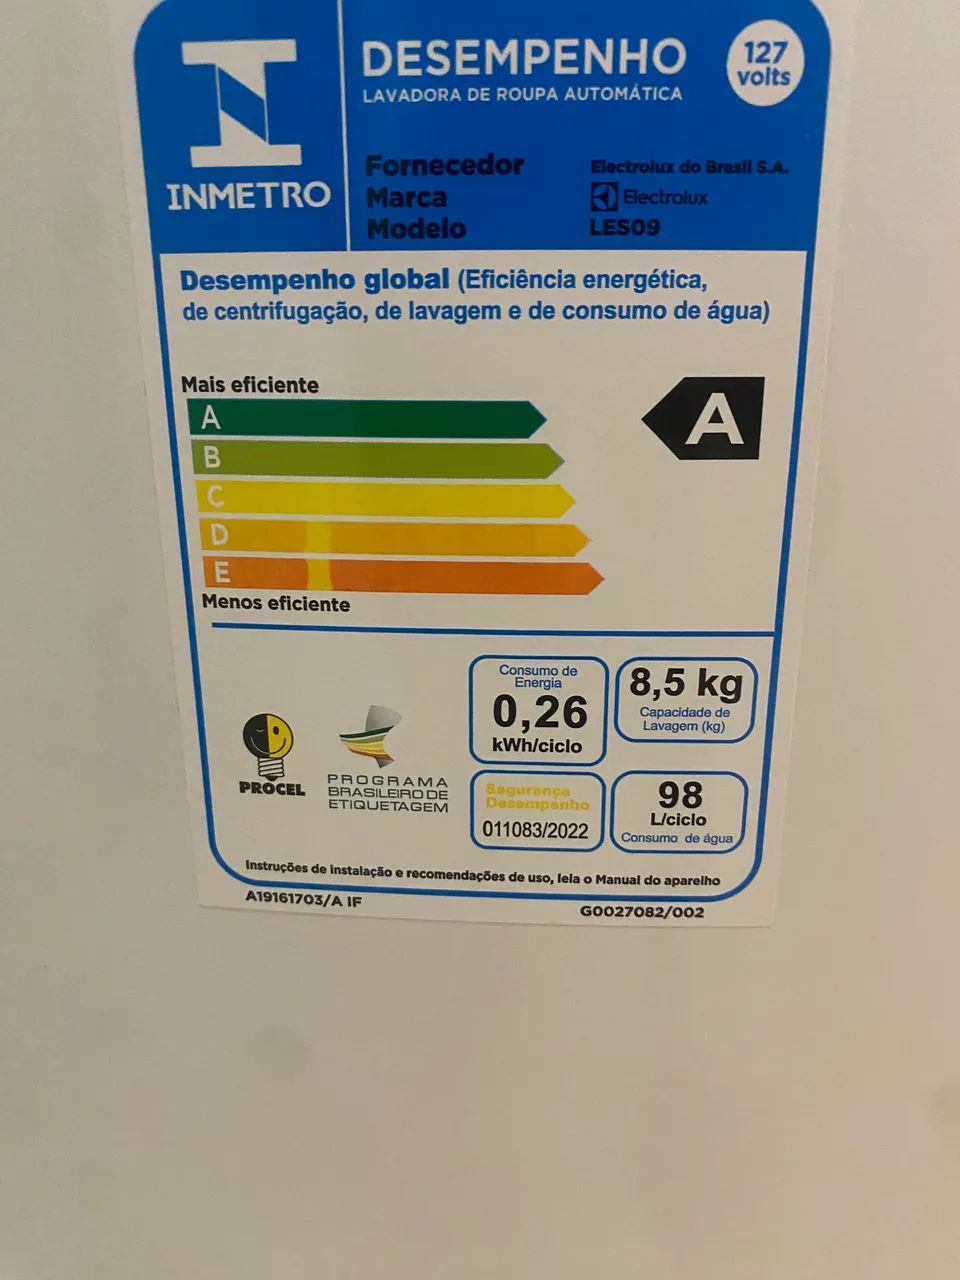 INMETRO
DESEMPENHO
LAVADORA DE ROUPA AUTOMÁTICA
127
volts
Fornecedor Electrolux do Brasil S.A.
Marca Electrolux
Modelo LES09
Desempenho global (Eficiência energética,
de centrifugação, de lavagem e de consumo de água)
Mais eficiente
A
A
B
C
D
E
Menos eficiente
PROCEL
PROGRAMA
BRASILEIRO DE
ETIQUETAGEM
Consumo de
Energia
0,26
kWh/ciclo
8,5 kg
Capacidade de
Lavagem (kg)
Segurança
Desempenho
011083/2022
98
L/ciclo
Consumo de água
Instruções de instalação e recomendações de uso, leia o Manual do aparelho
A19161703/A IF
G0027082/002